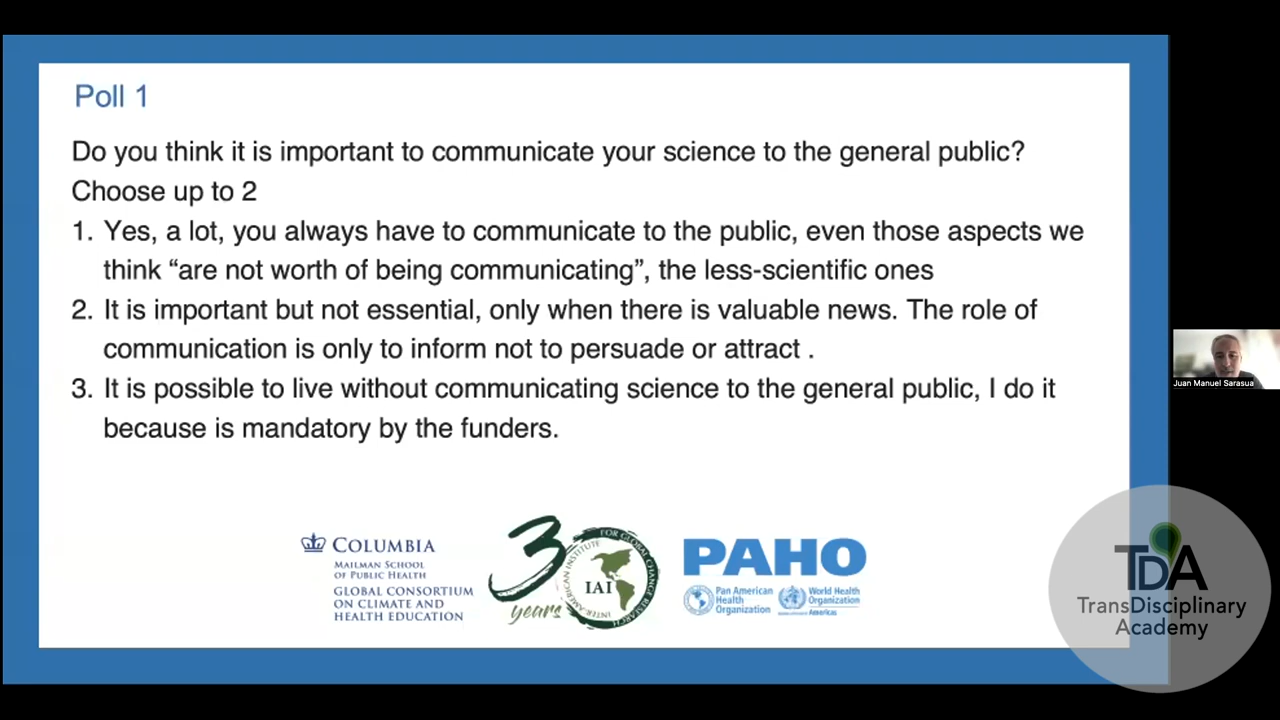 Poll 1
Do you think it is important to communicate your science to the general public?
Choose up to 2
1. Yes, a lot, you always have to communicate to the public, even those aspects we
think “are not worth of being communicating”, the less-scientific ones
2. It is important but not essential, only when there is valuable news. The role of
communication is only to inform not to persuade or attract .
3. It is possible to live without communicating science to the general public, I do it
because is mandatory by the funders.
Juan Manuel Sarasua
COLUMBIA
MAILMAN SCHOOL
OF PUBLIC HEALTH
GLOBAL CONSORTIUM
ON CLIMATE AND
HEALTH EDUCATION
30
years
INTER-AMERICAN INSTITUTE FOR GLOBAL CHANGE RESEARCH
IAI
PAHO
Pan American
Health
Organization
World Health
Organization
Americas
TDA
TransDisciplinary
Academy